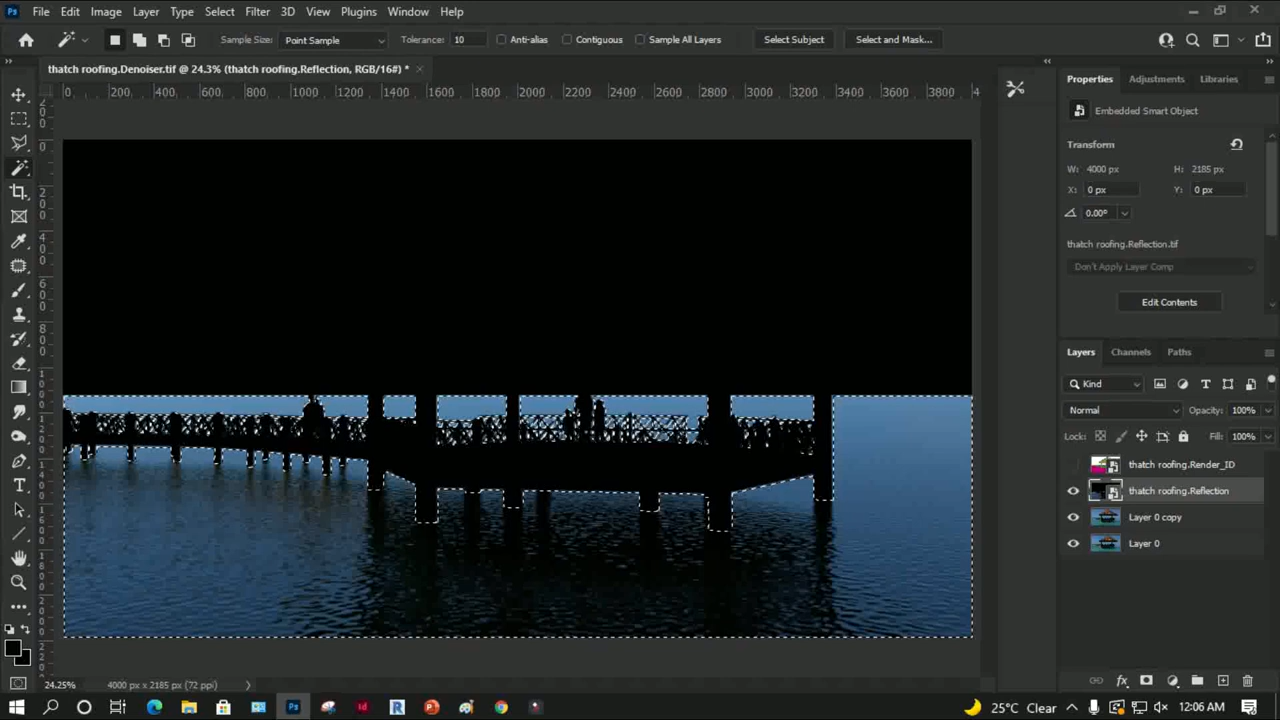 Ps File Edit Image Layer Type Select Filter 3D View Plugins Window Help
Sample Size: Point Sample Tolerance: 10 Anti-alias Contiguous Sample All Layers Select Subject Select and Mask...
thatch roofing.Denoiser.tif @ 24.3% (thatch roofing.Reflection, RGB/16#) *
0 200 400 600 800 1000 1200 1400 1600 1800 2000 2200 2400 2600 2800 3000 3200 3400 3600 3800 4
Properties Adjustments Libraries
Embedded Smart Object
Transform
W: 4000 px H: 2185 px
X: 0 px Y: 0 px
0.00°
thatch roofing.Reflection.tif
Don't Apply Layer Comp
Edit Contents
Layers Channels Paths
Kind
Normal Opacity: 100%
Lock: Fill: 100%
thatch roofing.Render_ID
thatch roofing.Reflection
Layer 0 copy
Layer 0
24.25% 4000 px x 2185 px (72 ppi)
25°C Clear 12:06 AM